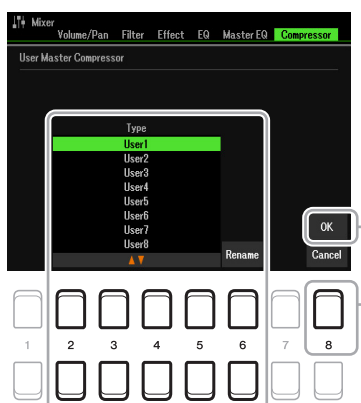 Mixer
Volume/Pan Filter Effect EQ Master EQ Compressor
User Master Compressor
Type
User1
User2
User3
User4
User5
User6
User7
User8
OK
Rename
Cancel
1 2 3 4 5 6 7 8